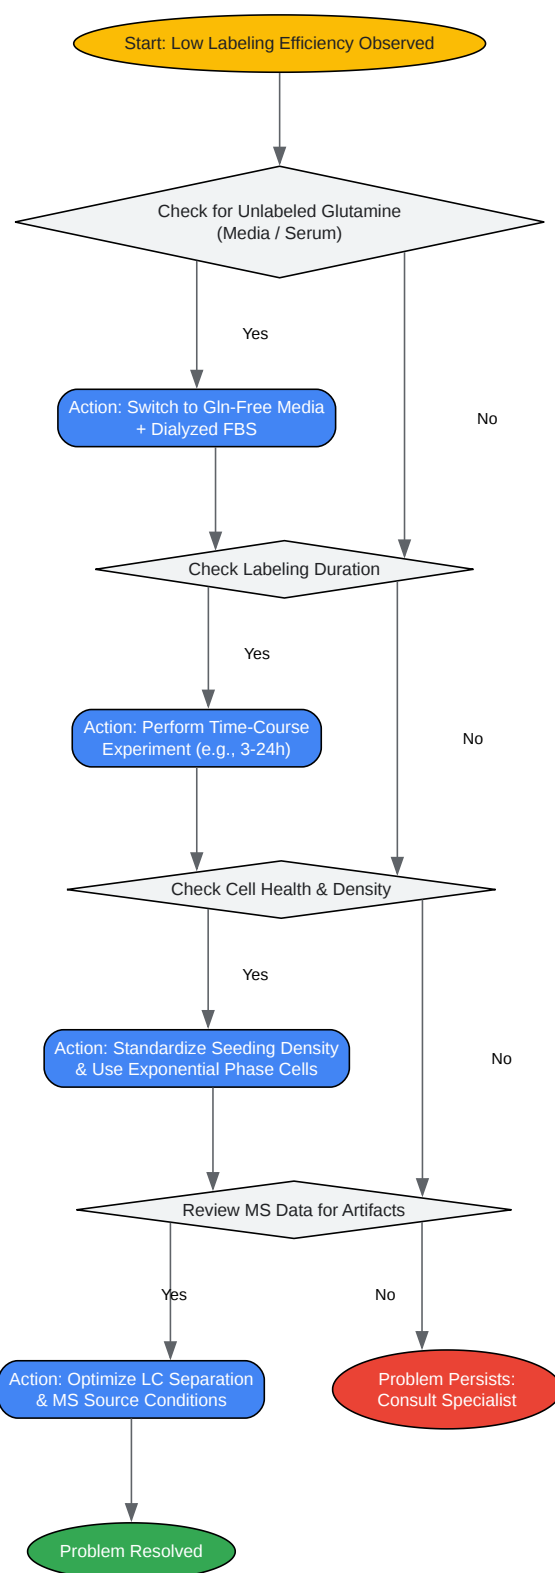 Start: Low Labeling Efficiency Observed
Check for Unlabeled Glutamine
(Media / Serum)
Yes
Action: Switch to Gln-Free Media
+ Dialyzed FBS
No
Check Labeling Duration
Yes
Action: Perform Time-Course
Experiment (e.g., 3-24h)
No
Check Cell Health & Density
Yes
Action: Standardize Seeding Density
& Use Exponential Phase Cells
No
Review MS Data for Artifacts
Yes
No
Action: Optimize LC Separation
& MS Source Conditions
Problem Persists:
Consult Specialist
Problem Resolved